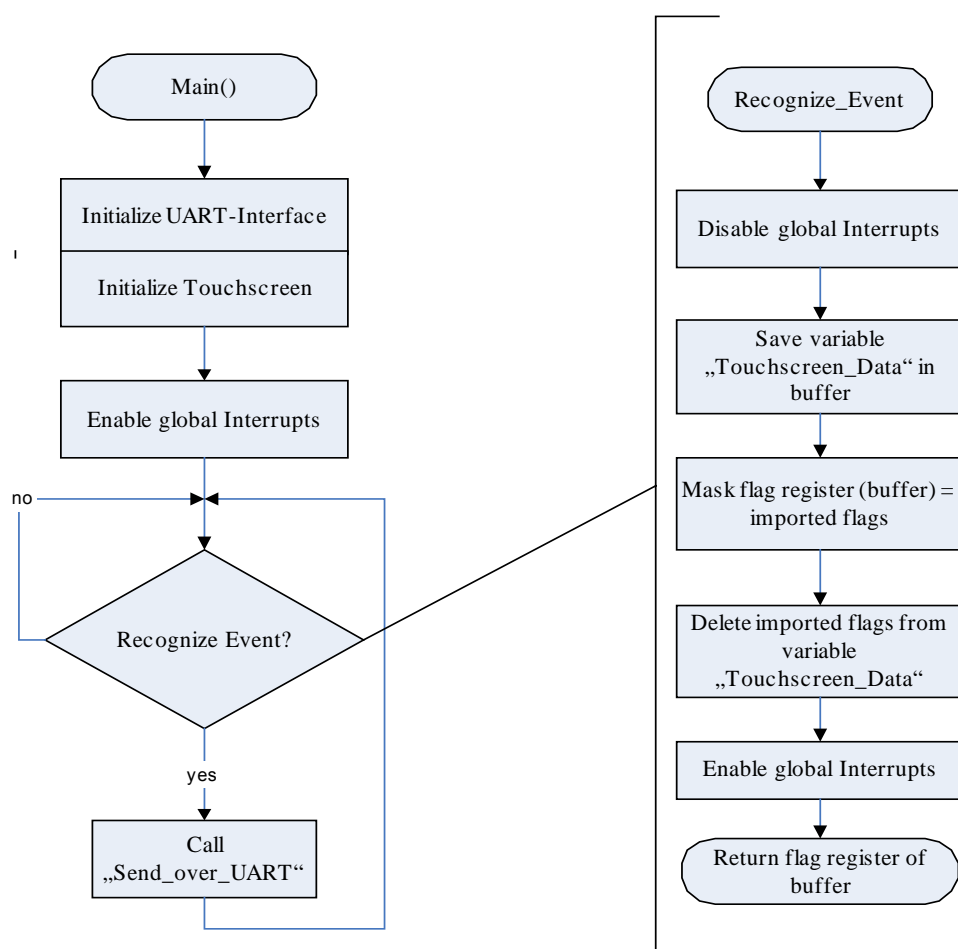 Main()
Initialize UART-Interface
Initialize Touchscreen
Enable global Interrupts
no
Recognize Event?
yes
Call
„Send_over_UART“
Recognize_Event
Disable global Interrupts
Save variable
„Touchscreen_Data“ in
buffer
Mask flag register (buffer) =
imported flags
Delete imported flags from
variable
„Touchscreen_Data“
Enable global Interrupts
Return flag register of
buffer